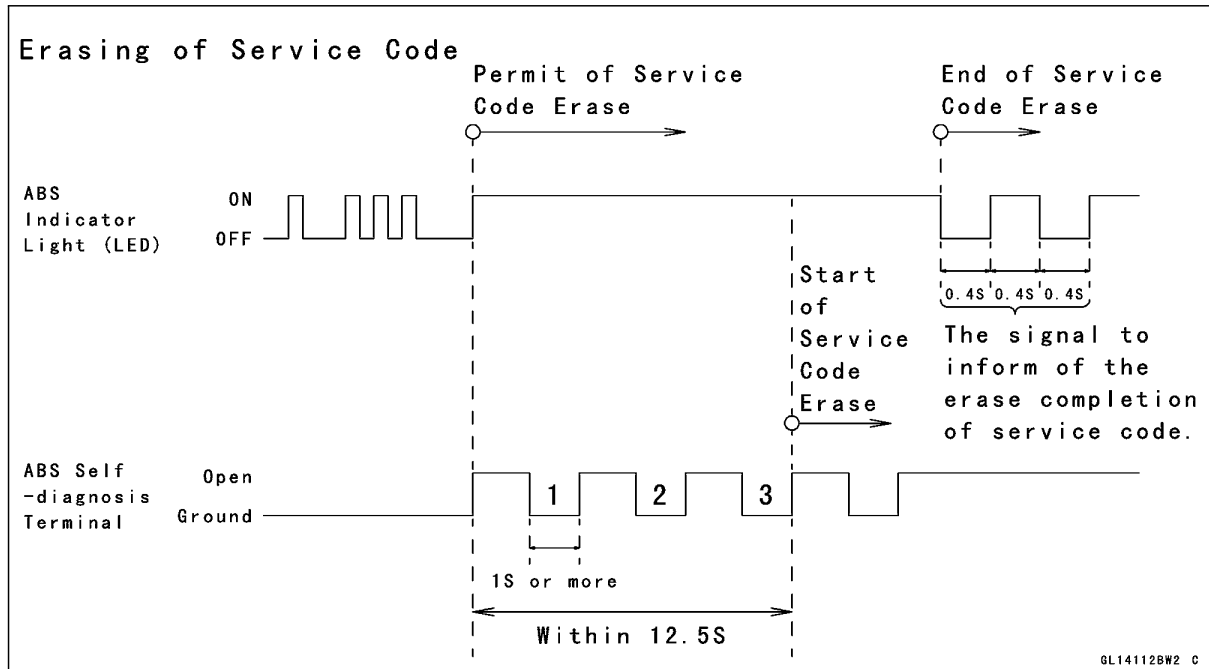 Erasing of Service Code
Permit of Service
Code Erase
End of Service
Code Erase
ABS
Indicator
Light (LED)
ON
OFF
Start
of
Service
Code
Erase
0.4S 0.4S 0.4S
The signal to
inform of the
erase completion
of service code.
ABS Self
-diagnosis
Terminal
Open
Ground
1 2 3
1S or more
Within 12.5S
GL14112BW2 C